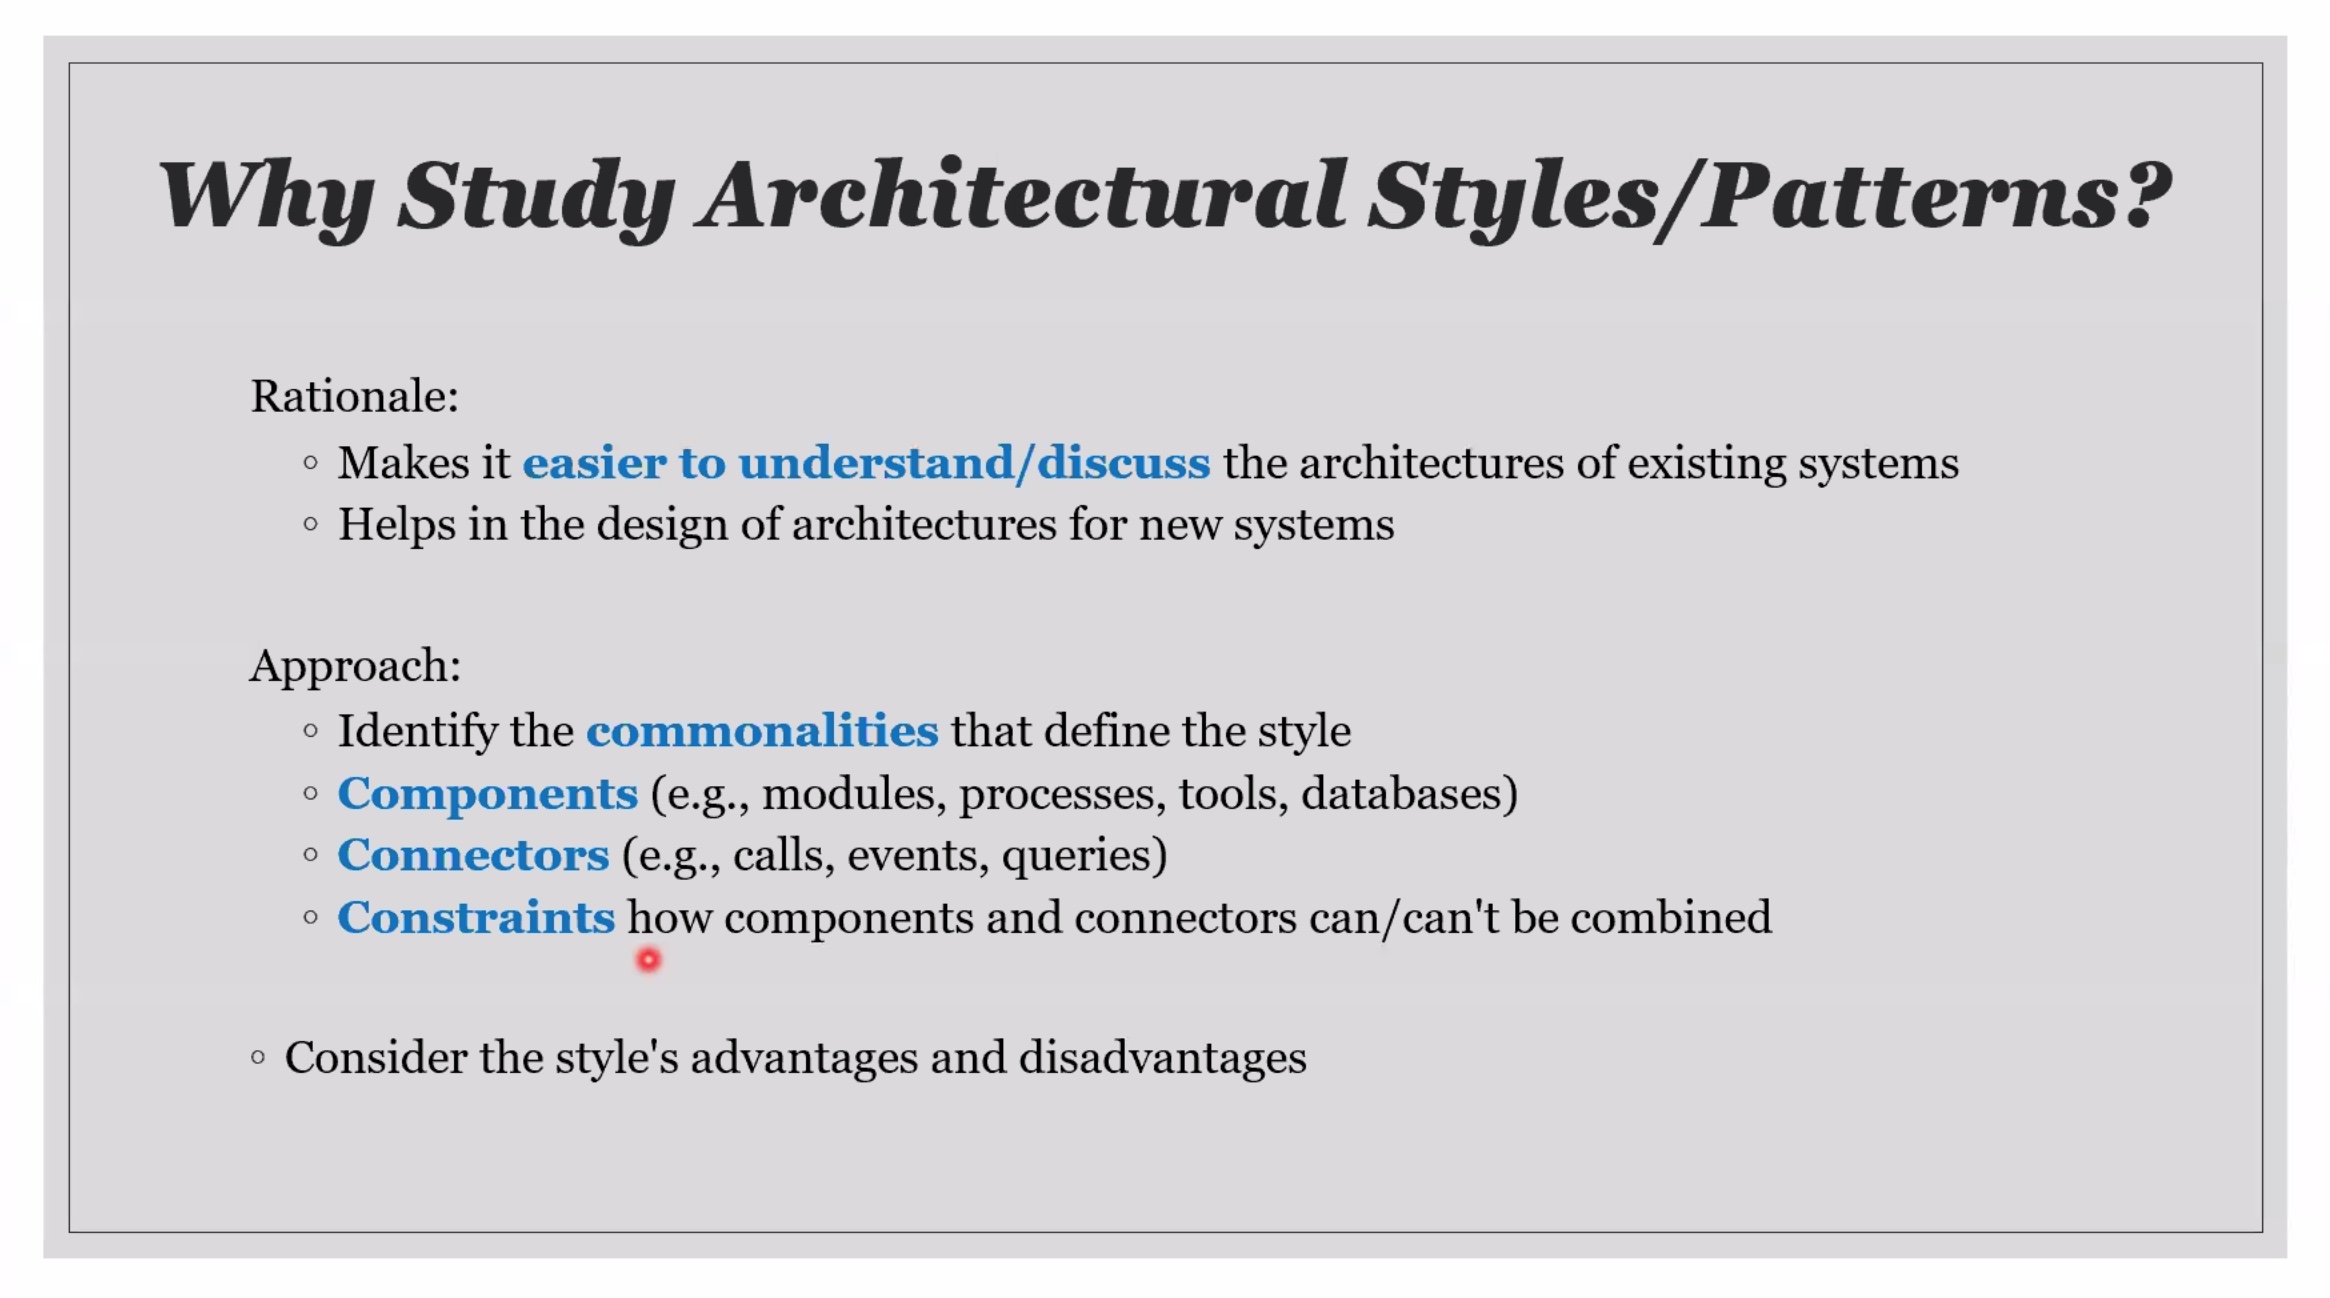 Why Study Architectural Styles/Patterns?
Rationale:
◦ Makes it easier to understand/discuss the architectures of existing systems
◦ Helps in the design of architectures for new systems
Approach:
◦ Identify the commonalities that define the style
◦ Components (e.g., modules, processes, tools, databases)
◦ Connectors (e.g., calls, events, queries)
◦ Constraints how components and connectors can/can't be combined
◦ Consider the style's advantages and disadvantages